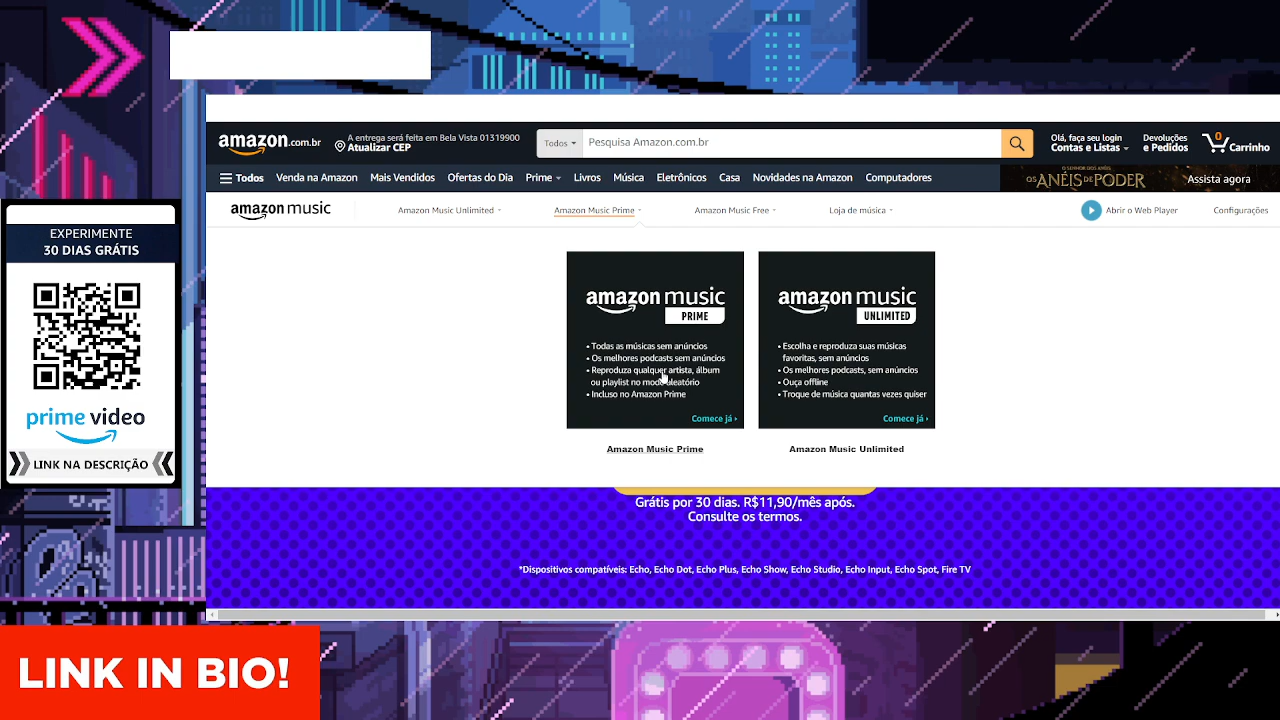 amazon.com.br
A entrega será feita em Bela Vista 01319900
Atualizar CEP
Todos
Pesquisa Amazon.com.br
Olá, faça seu login
Contas e Listas
Devoluções
e Pedidos
0
Carrinho
Todos
Venda na Amazon
Mais Vendidos
Ofertas do Dia
Prime
Livros
Música
Eletrônicos
Casa
Novidades na Amazon
Computadores
O SENHOR DOS ANÉIS
OS ANÉIS DE PODER
Assista agora
amazon music
Amazon Music Unlimited
Amazon Music Prime
Amazon Music Free
Loja de música
Abrir o Web Player
Configurações
EXPERIMENTE
30 DIAS GRÁTIS
prime video
LINK NA DESCRIÇÃO
amazon music
PRIME
• Todas as músicas sem anúncios
• Os melhores podcasts sem anúncios
• Reproduza qualquer artista, álbum
ou playlist no modo aleatório
• Incluso no Amazon Prime
Comece já ›
Amazon Music Prime
amazon music
UNLIMITED
• Escolha e reproduza suas músicas
favoritas, sem anúncios
• Os melhores podcasts, sem anúncios
• Ouça offline
• Troque de música quantas vezes quiser
Comece já ›
Amazon Music Unlimited
Grátis por 30 dias. R$11,90/mês após.
Consulte os termos.
*Dispositivos compatíveis: Echo, Echo Dot, Echo Plus, Echo Show, Echo Studio, Echo Input, Echo Spot, Fire TV
LINK IN BIO!